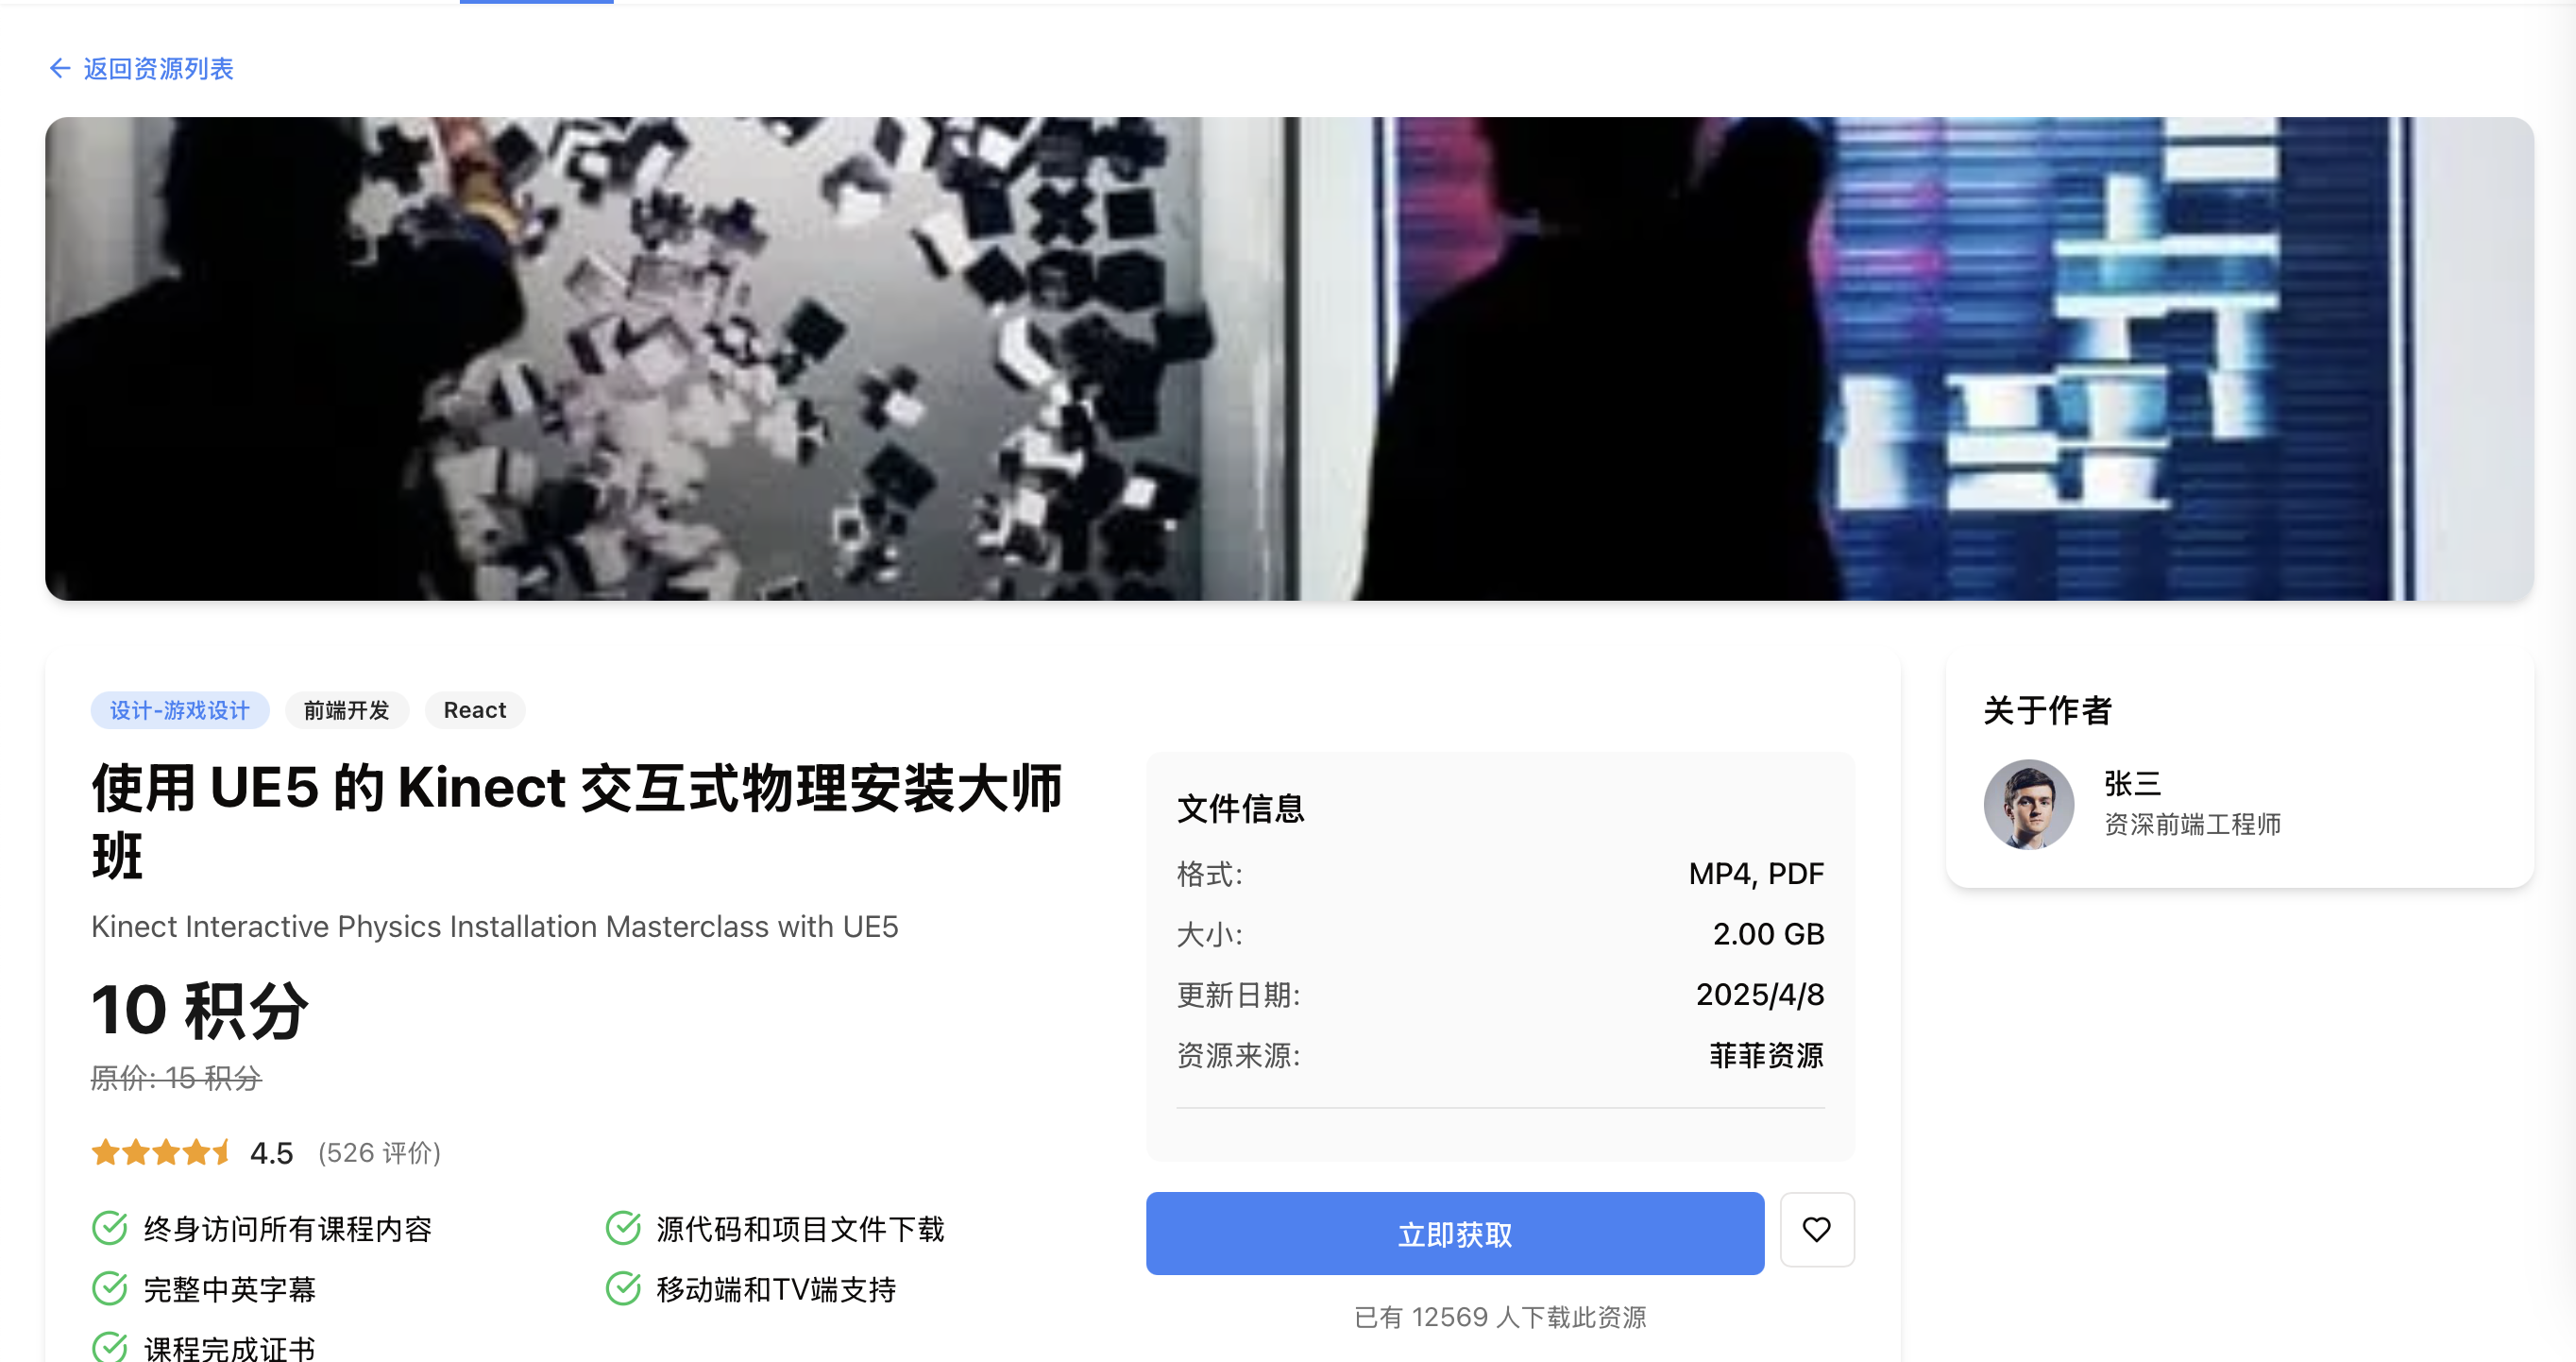 返回资源列表
设计-游戏设计
前端开发
React
使用 UE5 的 Kinect 交互式物理安装大师
班
Kinect Interactive Physics Installation Masterclass with UE5
10 积分
原价: 15 积分
4.5 (526 评价)
终身访问所有课程内容
源代码和项目文件下载
完整中英字幕
移动端和TV端支持
课程完成证书
文件信息
格式: MP4, PDF
大小: 2.00 GB
更新日期: 2025/4/8
资源来源: 菲菲资源
立即获取
已有 12569 人下载此资源
关于作者
张三
资深前端工程师